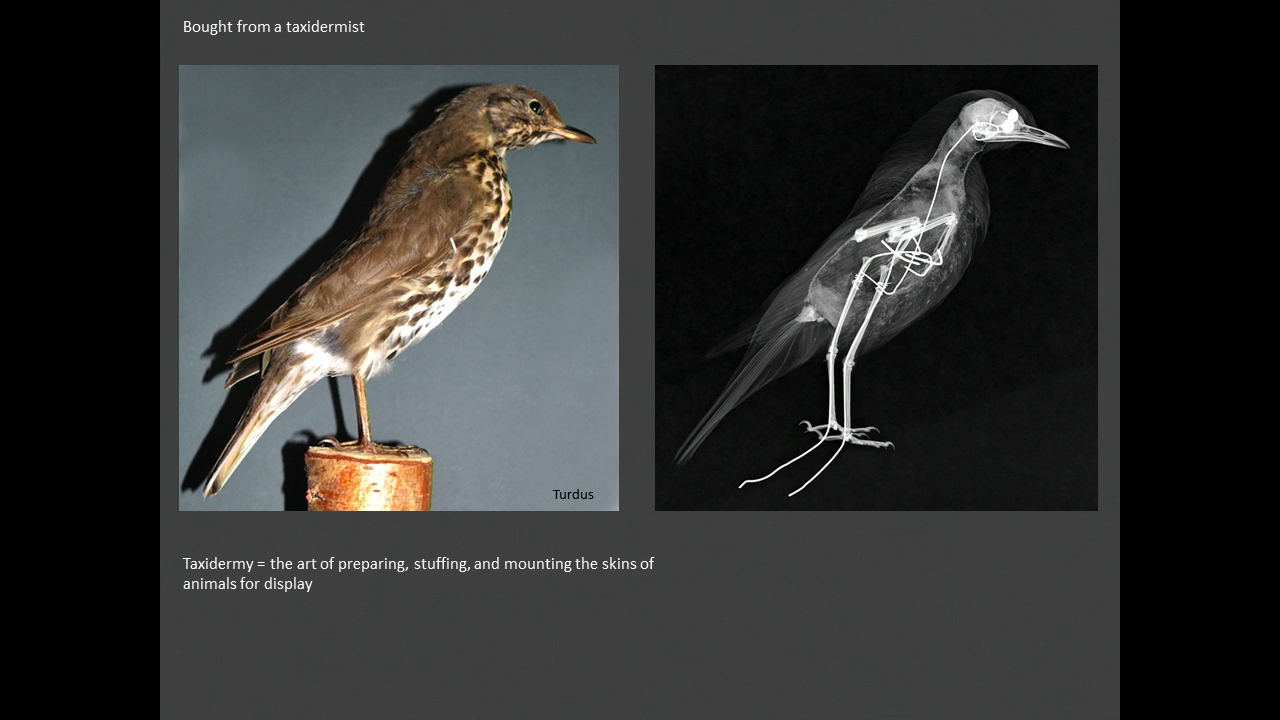 Bought from a taxidermist
Turdus
Taxidermy = the art of preparing, stuffing, and mounting the skins of
animals for display